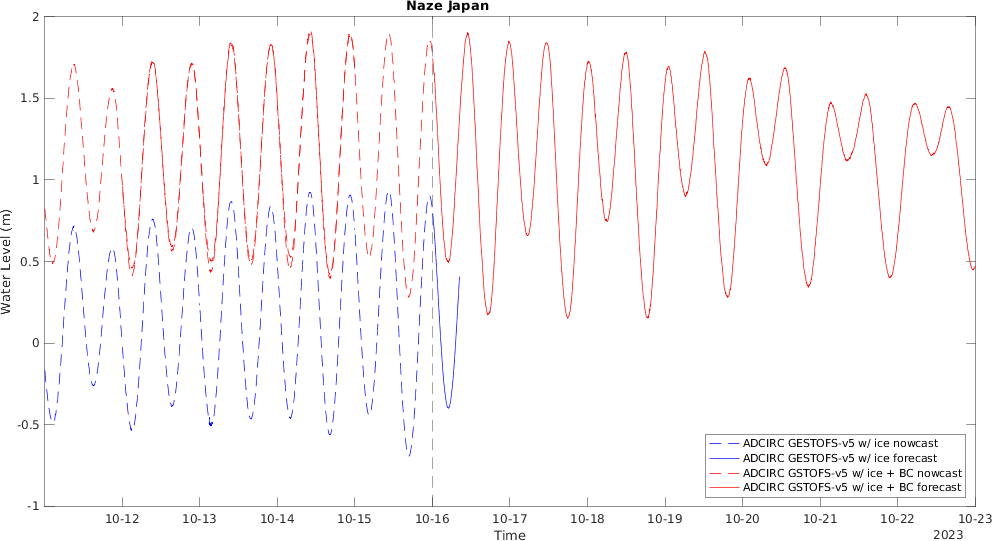 Naze Japan
2
1.5
1
0.5
0
-0.5
-1
Water Level (m)
10-12 10-13 10-14 10-15 10-16 10-17 10-18 10-19 10-20 10-21 10-22 10-23
Time
2023
ADCIRC GESTOFS-v5 w/ ice nowcast
ADCIRC GESTOFS-v5 w/ ice forecast
ADCIRC GSTOFS-v5 w/ ice + BC nowcast
ADCIRC GSTOFS-v5 w/ ice + BC forecast